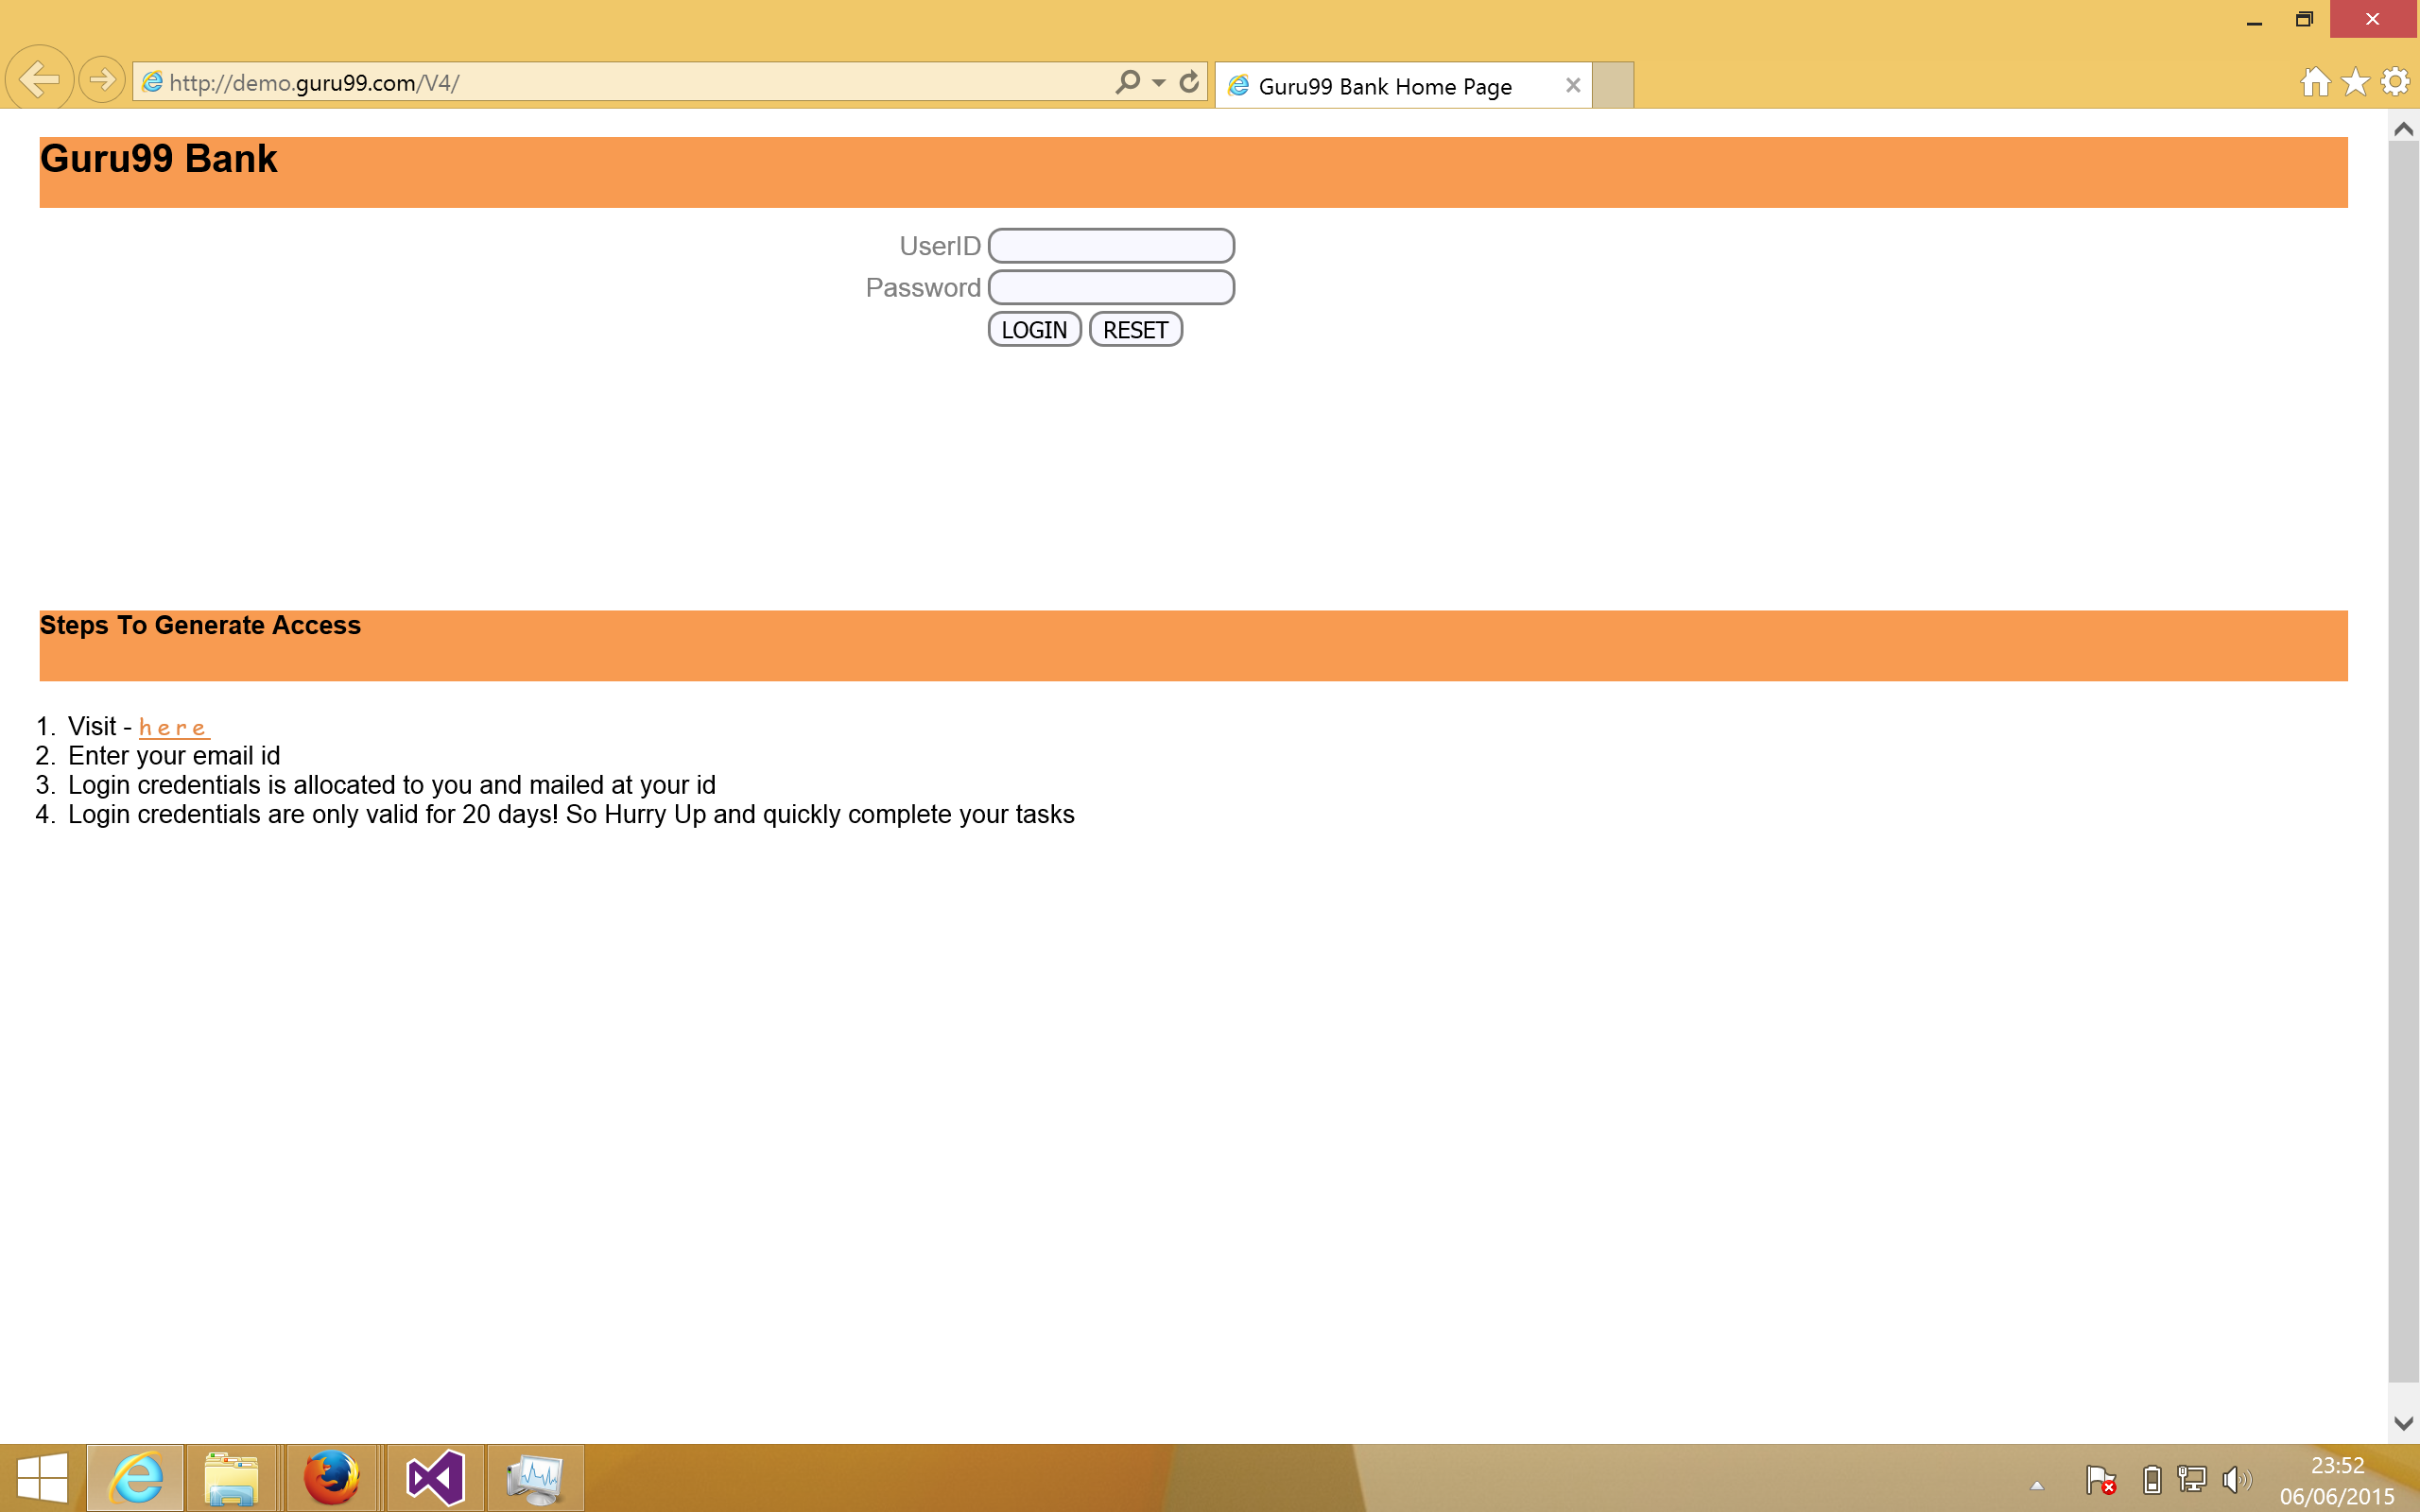 http://demo.guru99.com/V4/
Guru99 Bank Home Page
Guru99 Bank
UserID
Password
LOGIN RESET
Steps To Generate Access
1. Visit - here
2. Enter your email id
3. Login credentials is allocated to you and mailed at your id
4. Login credentials are only valid for 20 days! So Hurry Up and quickly complete your tasks
23:52
06/06/2015